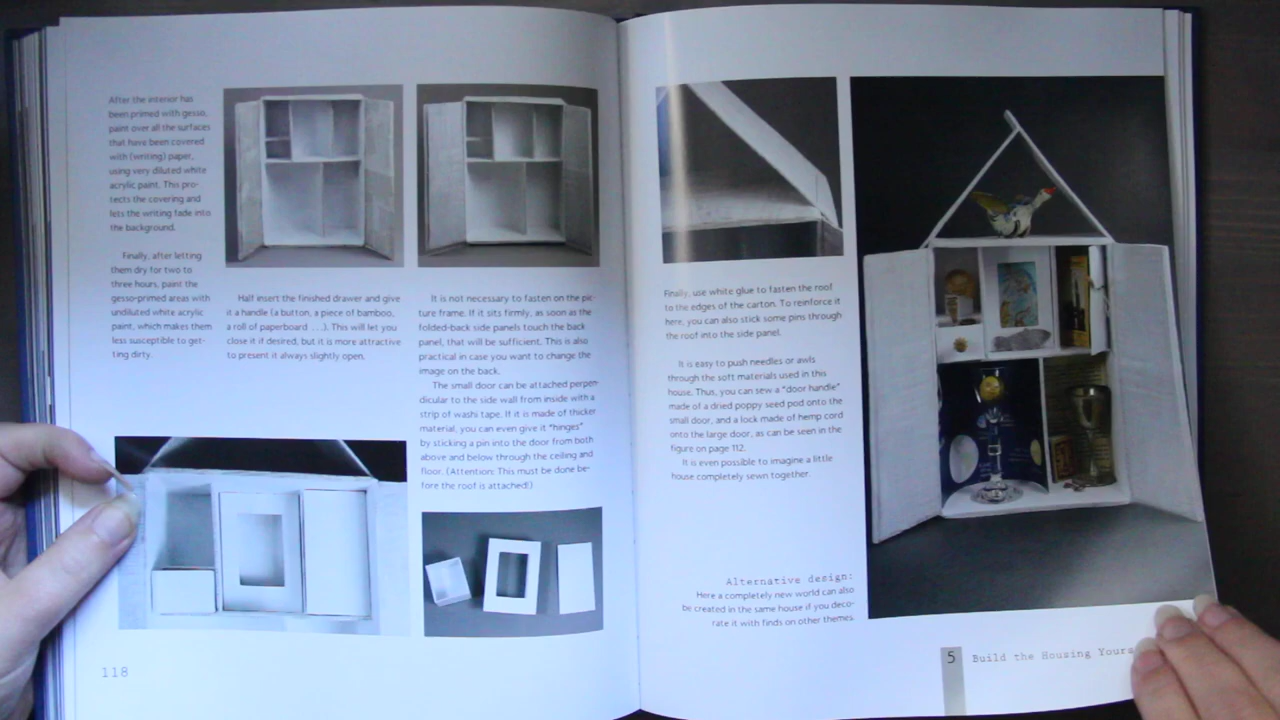 After the interior has
been primed with gesso,
paint over all the surfaces
that have been covered
with (writing) paper,
using very diluted white
acrylic paint. This pro-
tects the covering and
lets the writing fade into
the background.
Finally, after letting
them dry for two to
three hours, paint the
gesso-primed areas with
undiluted white acrylic
paint, which makes them
less susceptible to get-
ting dirty.
Half insert the finished drawer and give
it a handle (a button, a piece of bamboo,
a roll of paperboard ...). This will let you
close it if desired, but it is more attractive
to present it always slightly open.
It is not necessary to fasten on the pic-
ture frame. If it sits firmly, as soon as the
folded-back side panels touch the back
panel, that will be sufficient. This is also
practical in case you want to change the
image on the back.
The small door can be attached perpen-
dicular to the side wall from inside with a
strip of washi tape. If it is made of thicker
material, you can even give it "hinges"
by sticking a pin into the door from both
above and below through the ceiling and
floor. (Attention: This must be done be-
fore the roof is attached!)
118
Finally, use white glue to fasten the roof
to the edges of the carton. To reinforce it
here, you can also stick some pins through
the roof into the side panel.
It is easy to push needles or awls
through the soft materials used in this
house. Thus, you can sew a "door handle"
made of a dried poppy seed pod onto the
small door, and a lock made of hemp cord
onto the large door, as can be seen in the
figure on page 112.
It is even possible to imagine a little
house completely sewn together.
Alternative design:
Here a completely new world can also
be created in the same house if you deco-
rate it with finds on other themes.
5 Build the Housing Yours